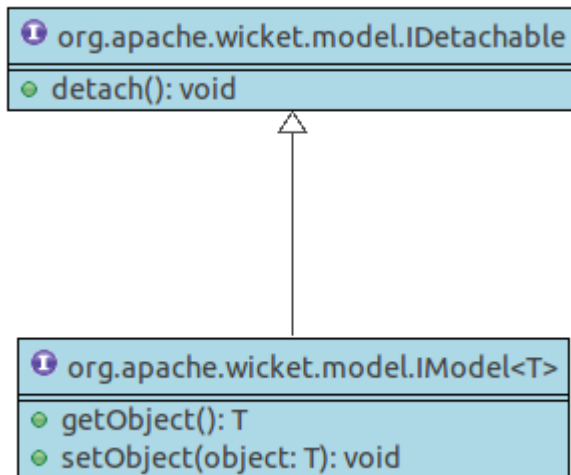 I org.apache.wicket.model.IDetachable
detach(): void
I org.apache.wicket.model.IModel<T>
getObject(): T
setObject(object: T): void